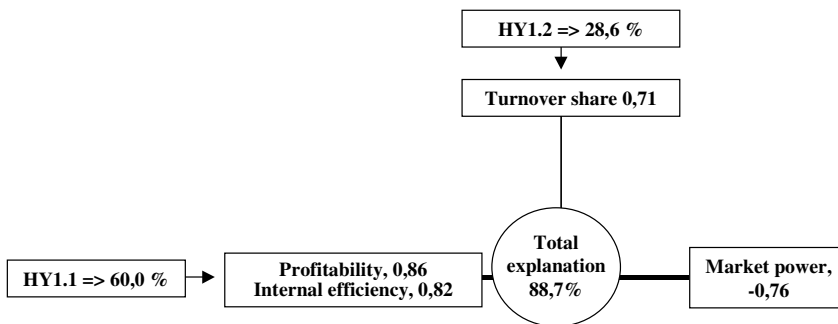 HY1.2 => 28,6 %
Turnover share 0,71
HY1.1 => 60,0 %
Profitability, 0,86
Internal efficiency, 0,82
Total
explanation
88,7%
Market power,
-0,76